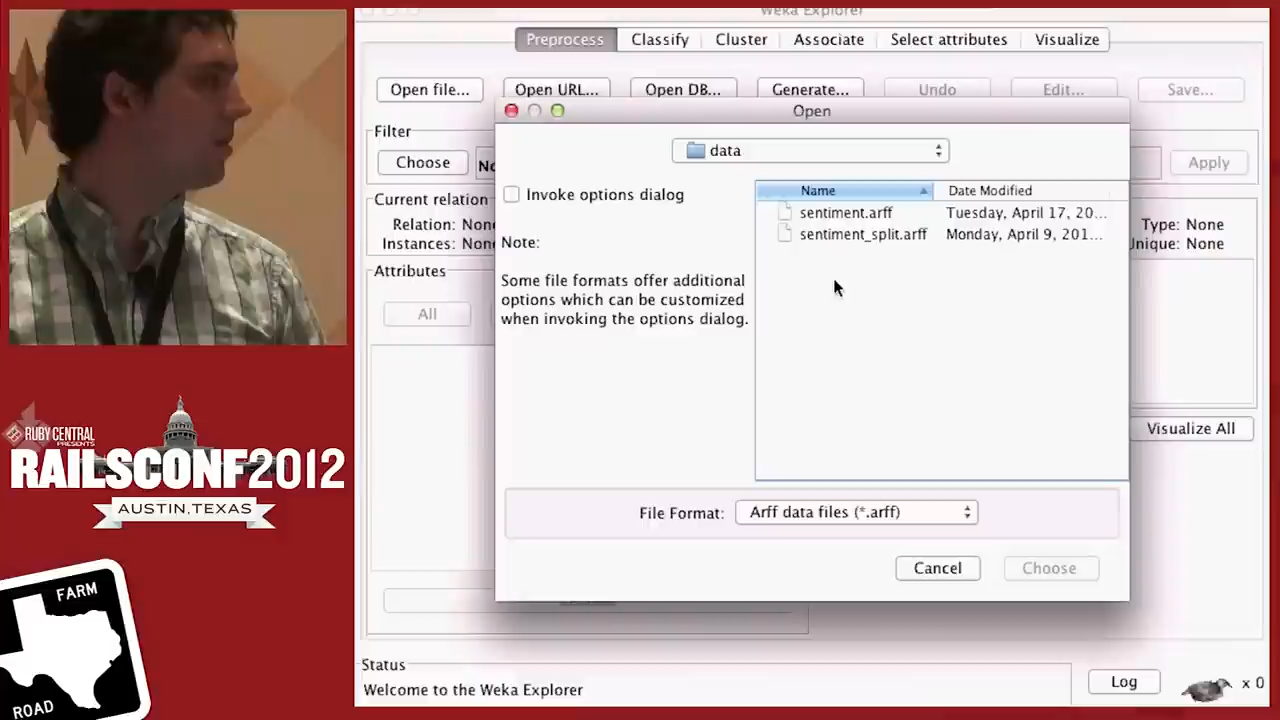 Weka Explorer
Preprocess Classify Cluster Associate Select attributes Visualize
Open file... Open URL... Open DB... Generate... Undo Edit... Save...
Open
Filter
Choose
Apply
data
Invoke options dialog
Name Date Modified
sentiment.arff Tuesday, April 17, 20...
sentiment_split.arff Monday, April 9, 201...
Current relation
Relation: None
Instances: None
Type: None
Unique: None
Note:
Some file formats offer additional
options which can be customized
when invoking the options dialog.
Attributes
All
Visualize All
File Format: Arff data files (*.arff)
Cancel Choose
Status
Welcome to the Weka Explorer
Log
x 0
RUBY CENTRAL
PRESENTS
RAILSCONF2012
AUSTIN, TEXAS
FARM
ROAD